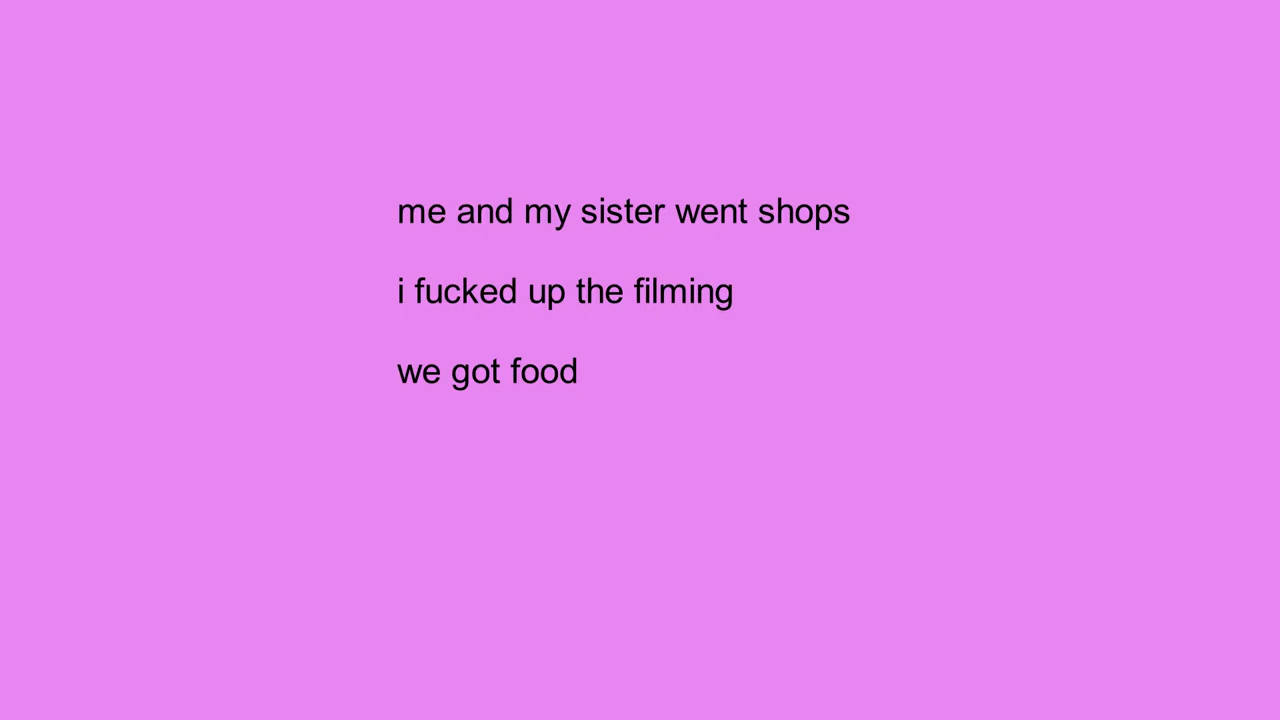 me and my sister went shops
i fucked up the filming
we got food